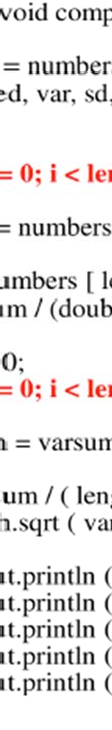 void comp
= number
ed, var, sd.
= 0; i < len
= numbers
umbers [ le
um / (doub
0;
= 0; i < len
n = varsum
um / ( leng
h.sqrt ( var
ut.println (
ut.println (
ut.println (
ut.println (
ut.println (